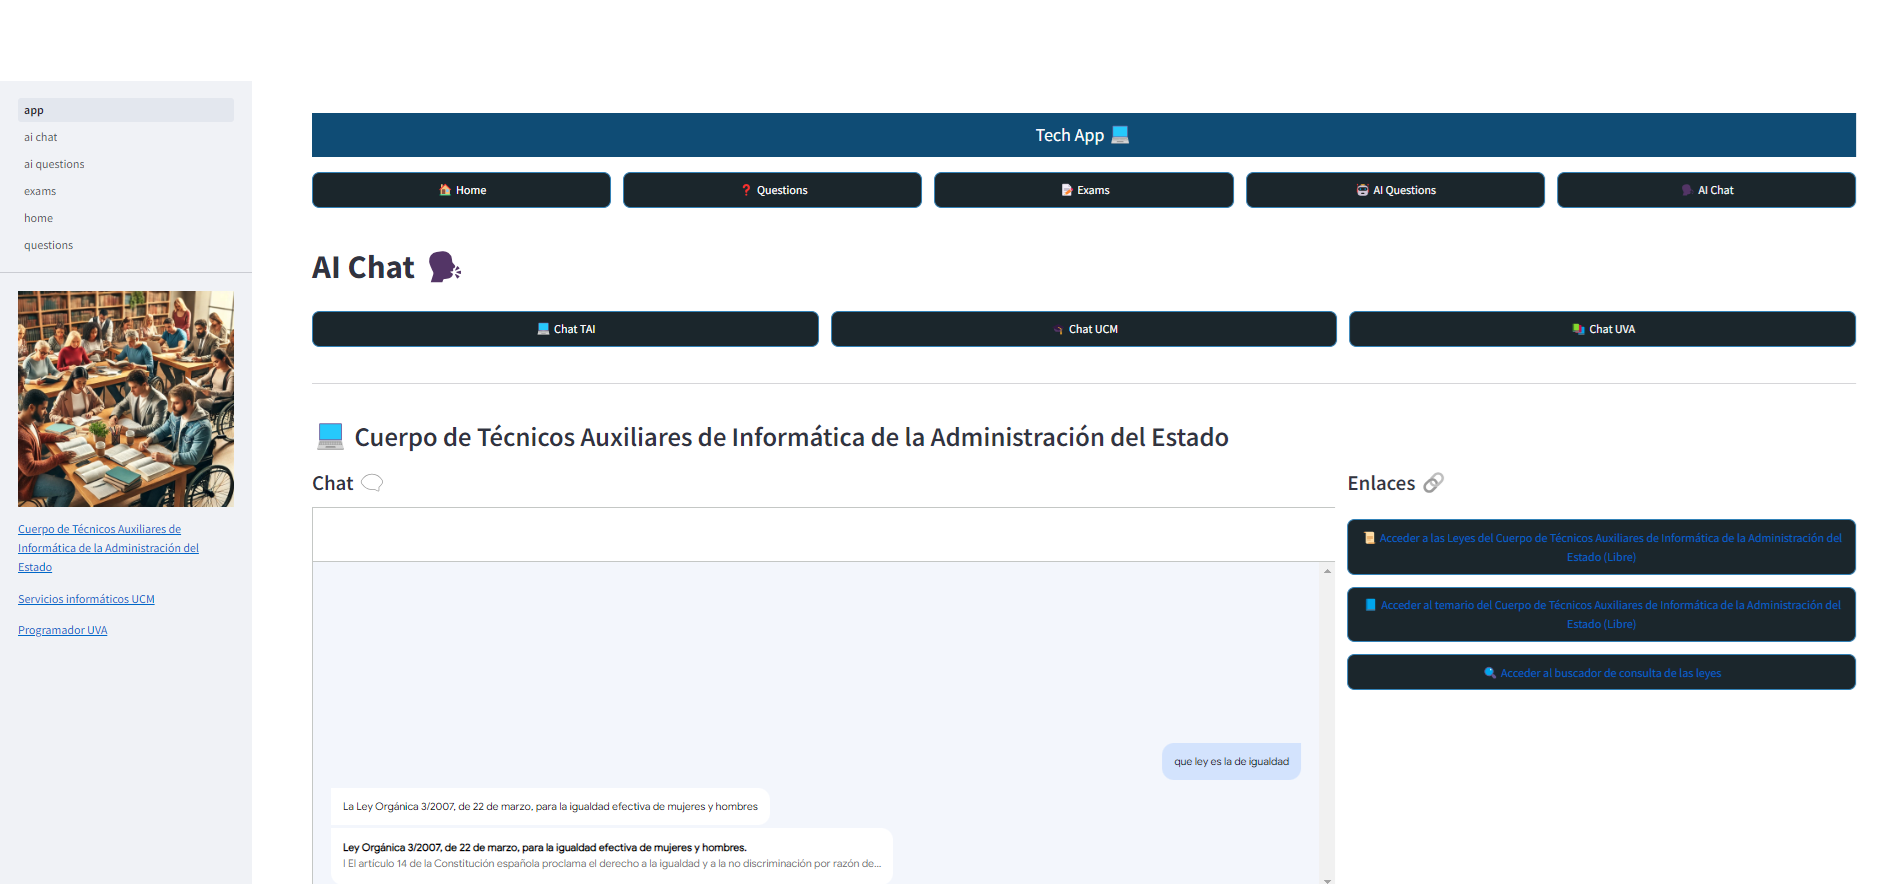 app
ai chat
ai questions
exams
home
questions
Cuerpo de Técnicos Auxiliares de
Informática de la Administración del
Estado
Servicios informáticos UCM
Programador UVA
Tech App
Home
Questions
Exams
AI Questions
AI Chat
AI Chat
Chat TAI
Chat UCM
Chat UVA
Cuerpo de Técnicos Auxiliares de Informática de la Administración del Estado
Chat
que ley es la de igualdad
La Ley Orgánica 3/2007, de 22 de marzo, para la igualdad efectiva de mujeres y hombres
Ley Orgánica 3/2007, de 22 de marzo, para la igualdad efectiva de mujeres y hombres.
I El artículo 14 de la Constitución española proclama el derecho a la igualdad y a la no discriminación por razón de...
Enlaces
Acceder a las Leyes del Cuerpo de Técnicos Auxiliares de Informática de la Administración del
Estado (Libre)
Acceder al temario del Cuerpo de Técnicos Auxiliares de Informática de la Administración del
Estado (Libre)
Acceder al buscador de consulta de las leyes